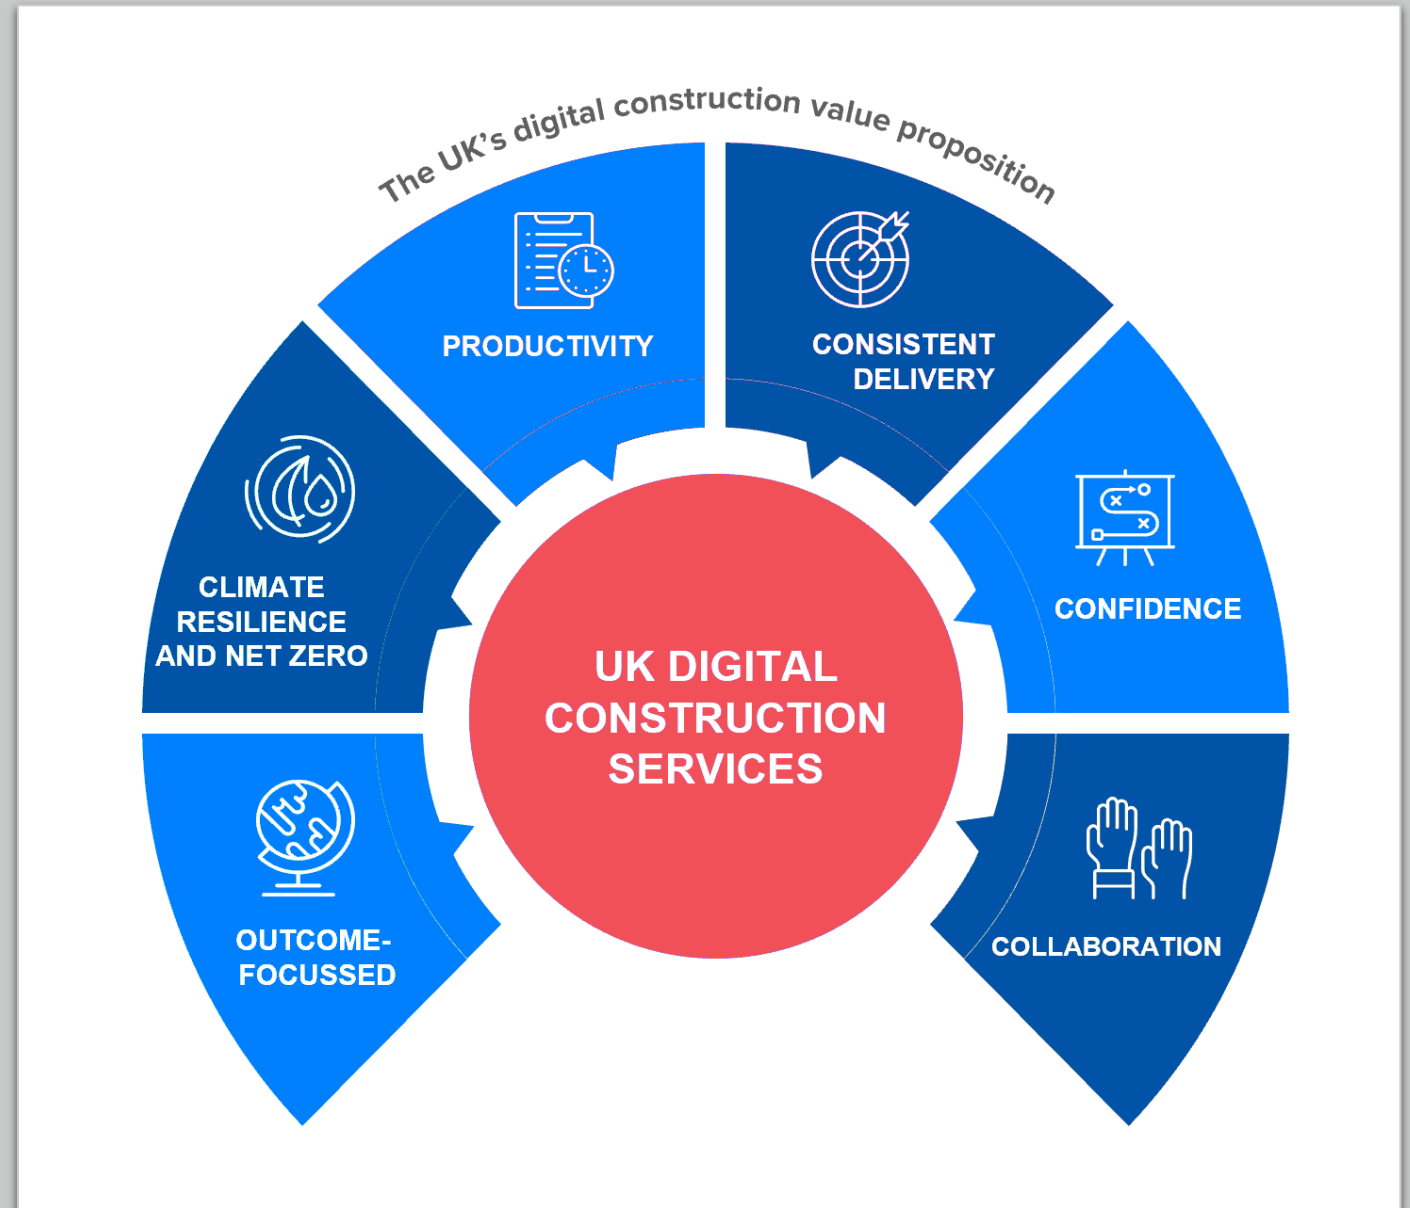 The UK’s digital construction value proposition
PRODUCTIVITY
CONSISTENT
DELIVERY
CLIMATE
RESILIENCE
AND NET ZERO
CONFIDENCE
UK DIGITAL
CONSTRUCTION
SERVICES
OUTCOME-
FOCUSSED
COLLABORATION